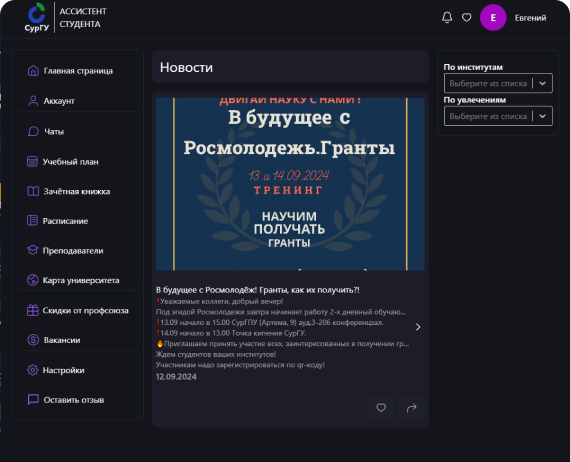 СурГУ
АССИСТЕНТ
СТУДЕНТА
Е
Евгений
Главная страница
Аккаунт
Чаты
Учебный план
Зачётная книжка
Расписание
Преподаватели
Карта университета
Скидки от профсоюза
Вакансии
Настройки
Оставить отзыв
Новости
ДВИГАЙ НАУКУ С НАМИ !
В будущее с
Росмолодежь.Гранты
13 и 14.09.2024
ТРЕНИНГ
НАУЧИМ
ПОЛУЧАТЬ
ГРАНТЫ
В будущее с Росмолодёж! Гранты, как их получить?!
❗Уважаемые коллеги, добрый вечер!
Под эгидой Росмолодежи завтра начинает работу 2-х дневный обучаю...
❗13.09 начало в 15.00 СурГПУ (Артема, 9) ауд.3-206 конференцзал.
❗14.09 начало в 13.00 Точка кипения СурГУ.
🔥Приглашаем принять участие всех, заинтересованных в получении гр...
Ждем студентов ваших институтов!
Участникам надо зарегистрироваться по qr-коду!
12.09.2024
По институтам
Выберите из списка
По увлечениям
Выберите из списка